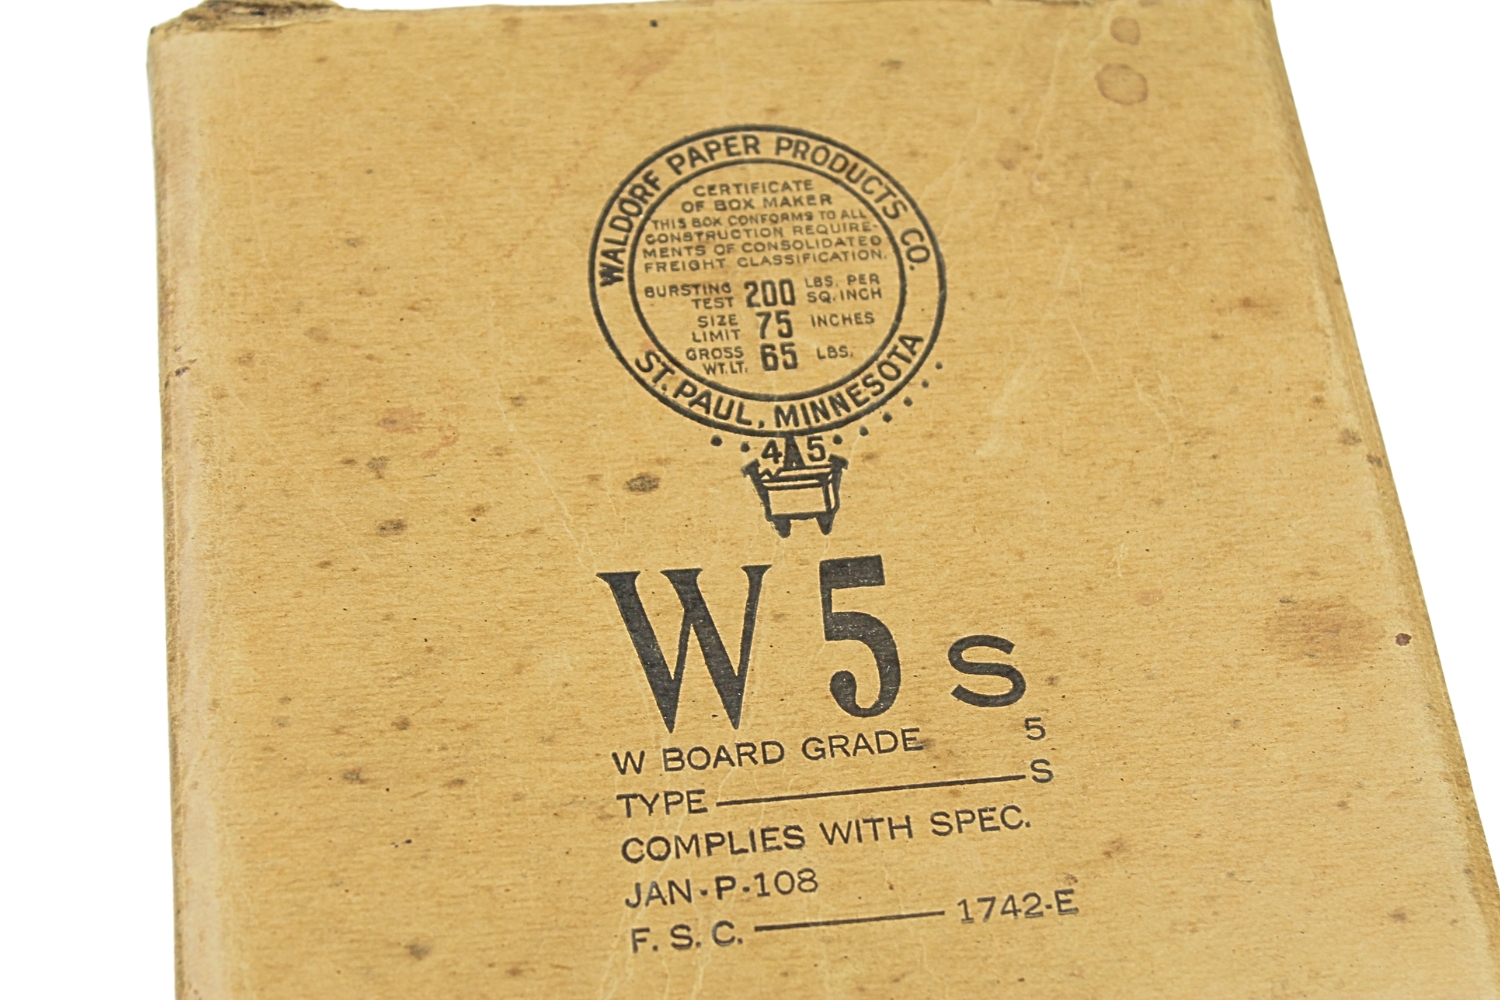 WALDORF PAPER PRODUCTS CO.
CERTIFICATE
OF BOX MAKER
THIS BOX CONFORMS TO ALL
CONSTRUCTION REQUIRE-
MENTS OF CONSOLIDATED
FREIGHT CLASSIFICATION.
BURSTING TEST 200 LBS. PER SQ. INCH
SIZE LIMIT 75 INCHES
GROSS WT. LT. 65 LBS.
ST. PAUL, MINNESOTA
45
W5s
W BOARD GRADE 5
TYPE S
COMPLIES WITH SPEC.
JAN-P-108
F. S. C. 1742-E